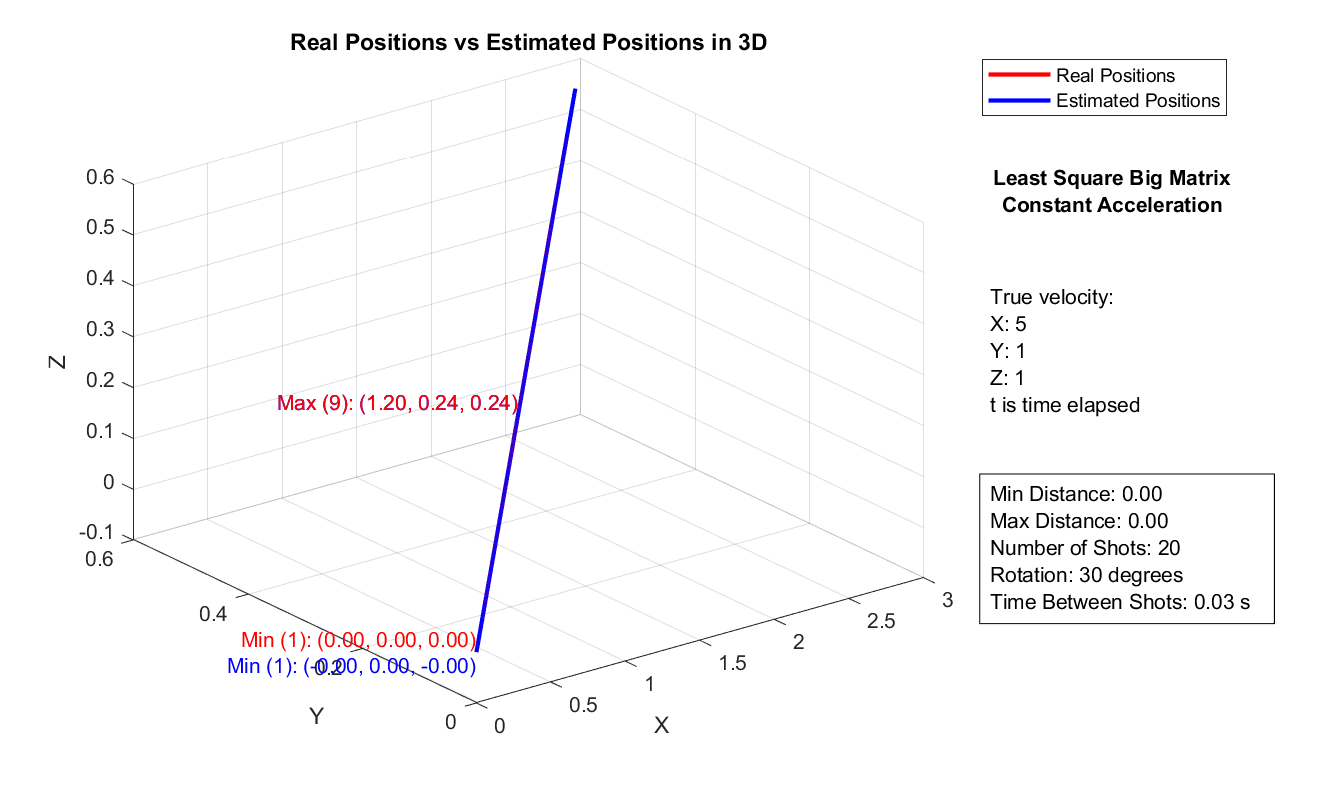 Real Positions vs Estimated Positions in 3D
Real Positions
Estimated Positions
Least Square Big Matrix
Constant Acceleration
True velocity:
X: 5
Y: 1
Z: 1
t is time elapsed
Min Distance: 0.00
Max Distance: 0.00
Number of Shots: 20
Rotation: 30 degrees
Time Between Shots: 0.03 s
0.6
0.5
0.4
0.3
0.2
0.1
0
-0.1
Z
Max (9): (1.20, 0.24, 0.24)
Min (1): (0.00, 0.00, 0.00)
Min (1): (-0.00, 0.00, -0.00)
0.6
0.4
0.2
0
Y
0
0.5
1
1.5
2
2.5
3
X